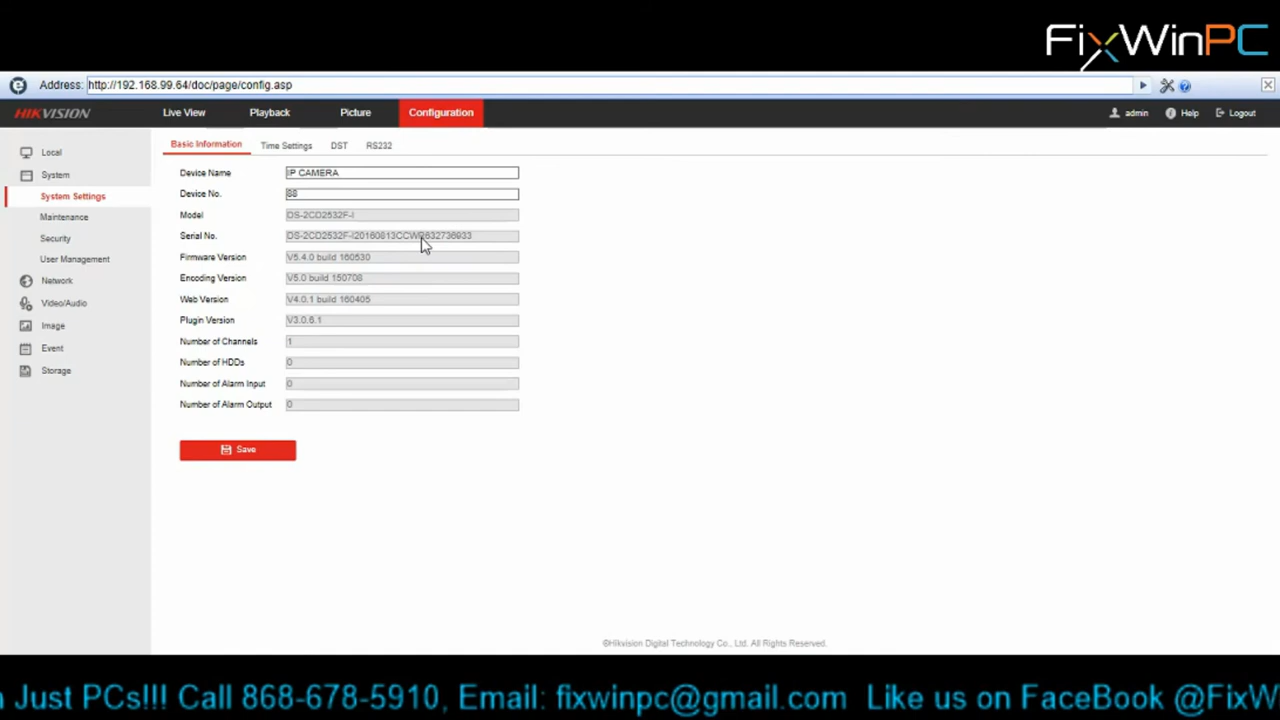 FixWinPC
Address: http://192.168.99.64/doc/page/config.asp
HIKVISION Live View Playback Picture Configuration admin Help Logout
Local
System
System Settings
Maintenance
Security
User Management
Network
Video/Audio
Image
Event
Storage
Basic Information Time Settings DST RS232
Device Name IP CAMERA
Device No. 88
Model DS-2CD2532F-I
Serial No. DS-2CD2532F-I20160813CCWR632736933
Firmware Version V5.4.0 build 160530
Encoding Version V5.0 build 150708
Web Version V4.0.1 build 160405
Plugin Version V3.0.6.1
Number of Channels 1
Number of HDDs 0
Number of Alarm Input 0
Number of Alarm Output 0
Save
©Hikvision Digital Technology Co., Ltd. All Rights Reserved.
n Just PCs!!! Call 868-678-5910, Email: fixwinpc@gmail.com Like us on FaceBook @FixW